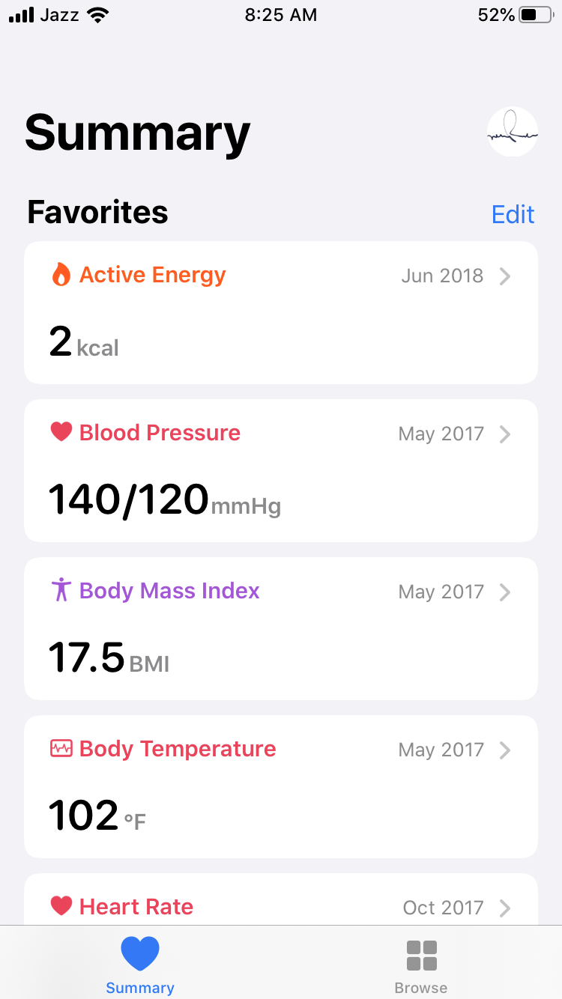 Jazz 8:25 AM 52%
Summary
Favorites Edit
Active Energy Jun 2018
2 kcal
Blood Pressure May 2017
140/120 mmHg
Body Mass Index May 2017
17.5 BMI
Body Temperature May 2017
102 °F
Heart Rate Oct 2017
Summary Browse